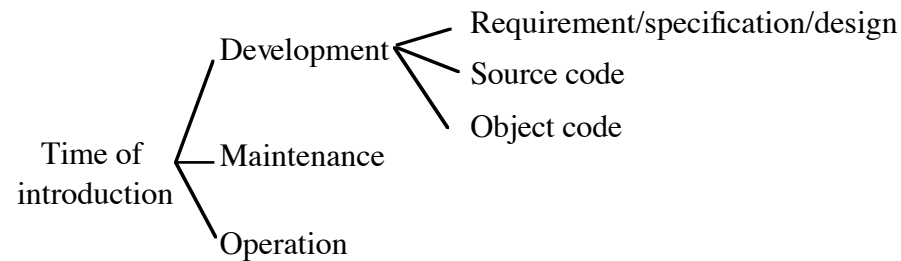 Requirement/specification/design
Development
Source code
Object code
Time of
introduction
Maintenance
Operation